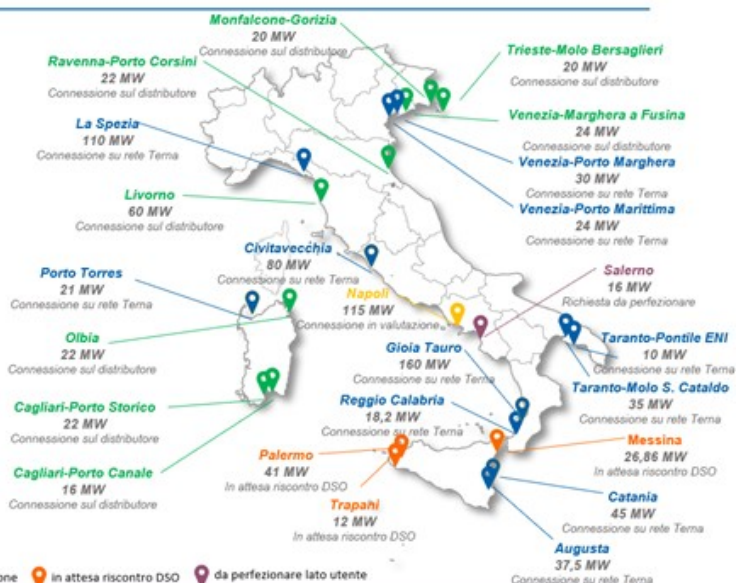 Monfalcone-Gorizia
20 MW
Connessione sul distributore
Ravenna-Porto Corsini
22 MW
Connessione sul distributore
Trieste-Molo Bersaglieri
20 MW
Connessione sul distributore
La Spezia
110 MW
Connessione su rete Terna
Venezia-Marghera a Fusina
24 MW
Connessione sul distributore
Venezia-Porto Marghera
30 MW
Connessione su rete Terna
Livorno
60 MW
Connessione sul distributore
Venezia-Porto Marittima
24 MW
Connessione su rete Terna
Civitavecchia
80 MW
Connessione su rete Terna
Porto Torres
21 MW
Connessione su rete Terna
Salerno
16 MW
Richiesta da perfezionare
Napoli
115 MW
Connessione in valutazione
Olbia
22 MW
Connessione sul distributore
Gioia Tauro
160 MW
Connessione su rete Terna
Taranto-Pontile ENI
10 MW
Connessione su rete Terna
Taranto-Molo S. Cataldo
35 MW
Connessione su rete Terna
Reggio Calabria
18,2 MW
Connessione su rete Terna
Cagliari-Porto Storico
22 MW
Connessione sul distributore
Messina
26,86 MW
In attesa riscontro DSO
Palermo
41 MW
In attesa riscontro DSO
Cagliari-Porto Canale
16 MW
Connessione sul distributore
Trapani
12 MW
In attesa riscontro DSO
Catania
45 MW
Connessione su rete Terna
Augusta
37,5 MW
Connessione su rete Terna
in attesa riscontro DSO da perfezionare lato utente